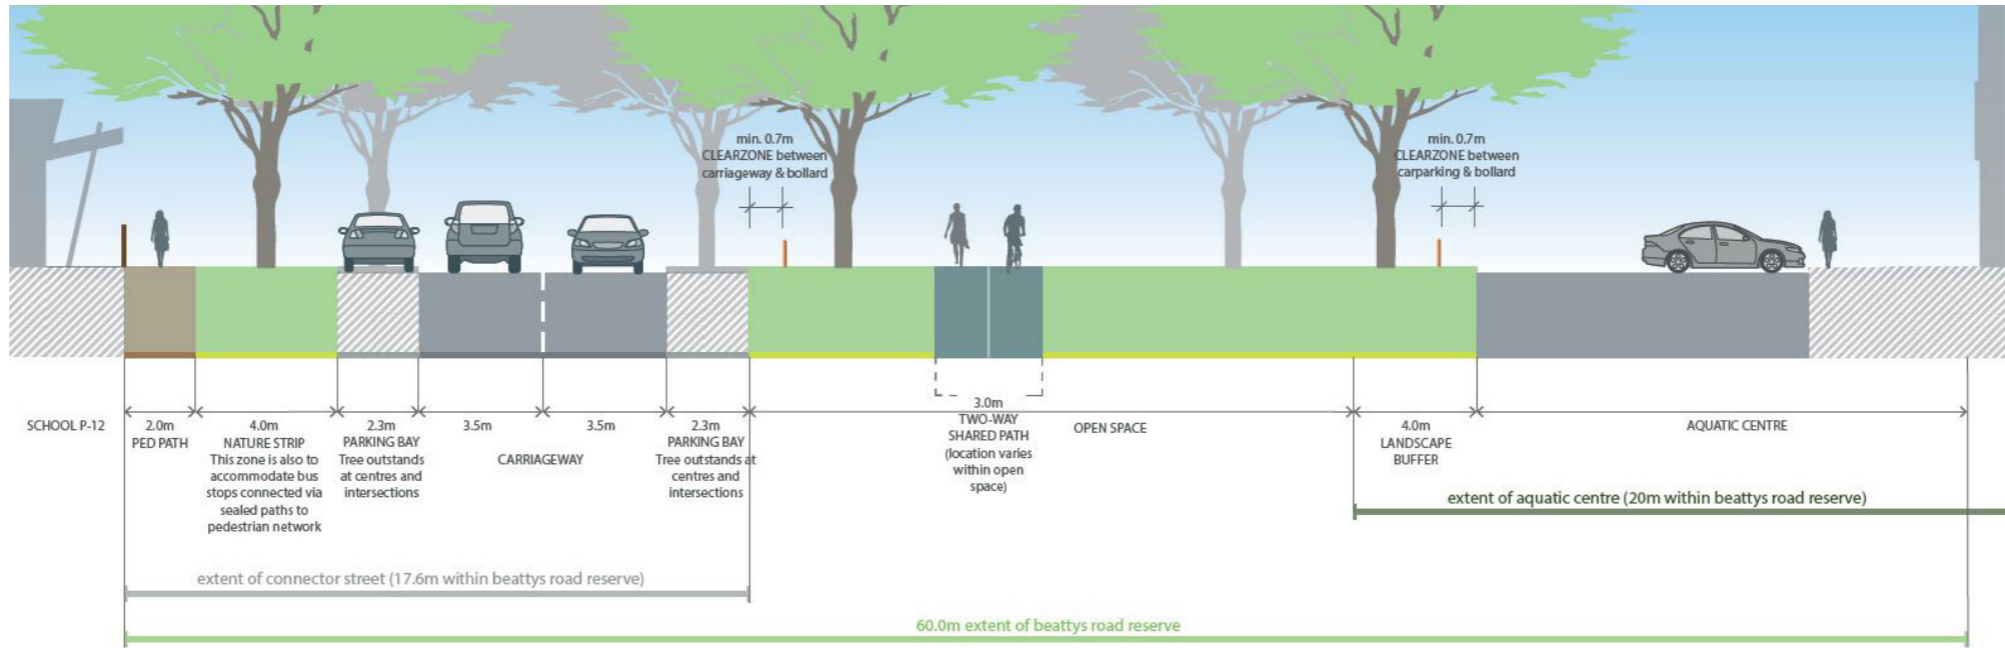 min. 0.7m
CLEARZONE between
carriageway & bollard
min. 0.7m
CLEARZONE between
carparking & bollard
SCHOOL P-12
2.0m
PED PATH
4.0m
NATURE STRIP
This zone is also to
accommodate bus
stops connected via
sealed paths to
pedestrian network
2.3m
PARKING BAY
Tree outstands
at centres and
intersections
3.5m
3.5m
CARRIAGEWAY
2.3m
PARKING BAY
Tree outstands at
centres and
intersections
3.0m
TWO-WAY
SHARED PATH
(location varies
within open
space)
OPEN SPACE
4.0m
LANDSCAPE
BUFFER
AQUATIC CENTRE
extent of aquatic centre (20m within beattys road reserve)
extent of connector street (17.6m within beattys road reserve)
60.0m extent of beattys road reserve